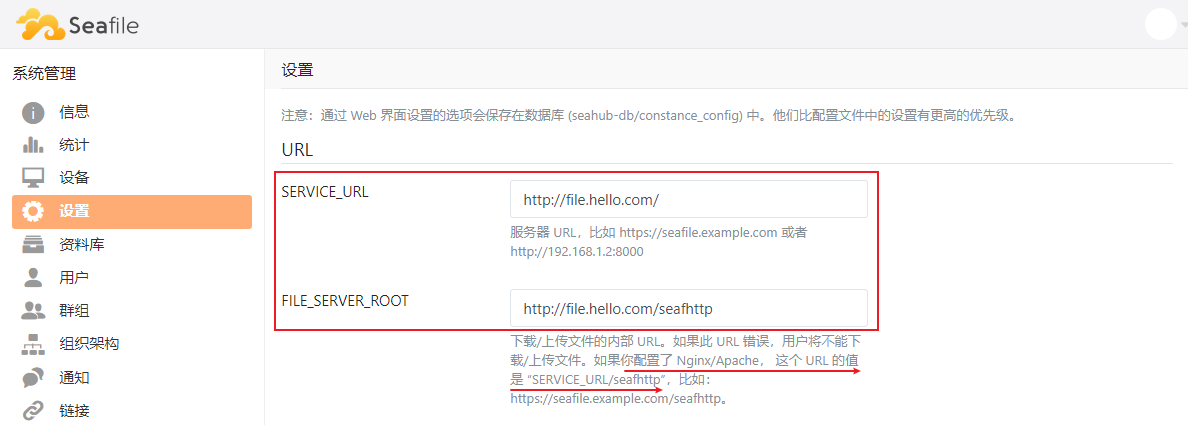 Seafile
系统管理
信息
统计
设备
设置
资料库
用户
群组
组织架构
通知
链接
设置
注意：通过 Web 界面设置的选项会保存在数据库 (seahub-db/constance_config) 中。他们比配置文件中的设置有更高的优先级。
URL
SERVICE_URL
http://file.hello.com/
服务器 URL，比如 https://seafile.example.com 或者
http://192.168.1.2:8000
FILE_SERVER_ROOT
http://file.hello.com/seafhttp
下载/上传文件的内部 URL。如果此 URL 错误，用户将不能下
载/上传文件。如果你配置了 Nginx/Apache， 这个 URL 的值
是 “SERVICE_URL/seafhttp”，比如：
https://seafile.example.com/seafhttp。